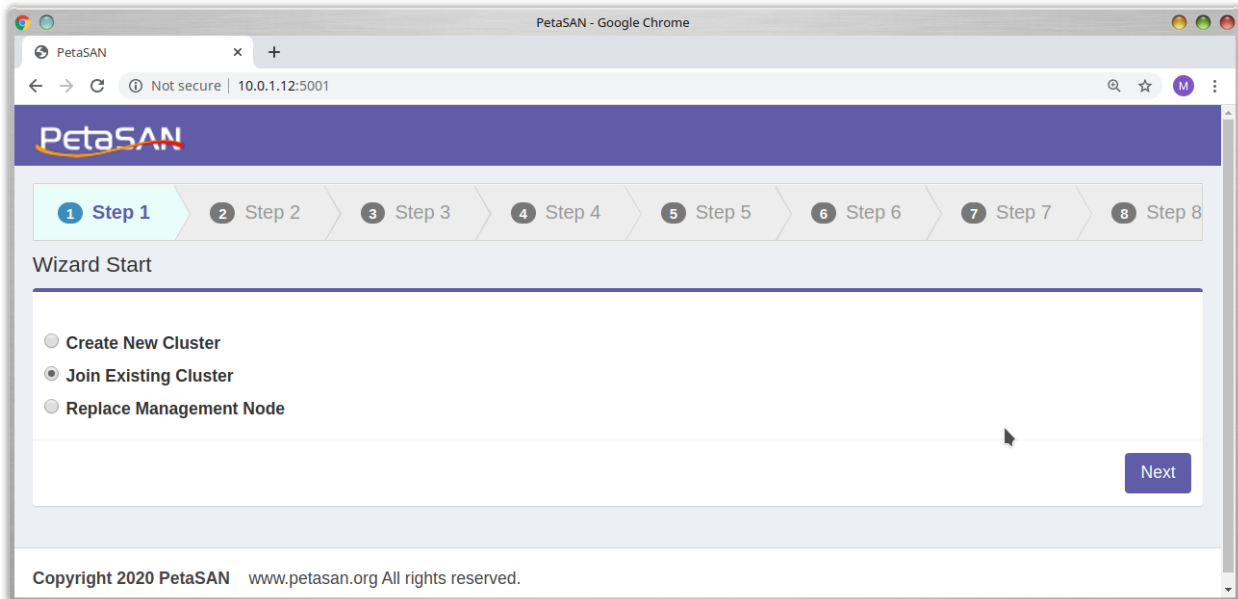 PetaSAN - Google Chrome
PetaSAN
Not secure | 10.0.1.12:5001
M
PetaSAN
1 Step 1 2 Step 2 3 Step 3 4 Step 4 5 Step 5 6 Step 6 7 Step 7 8 Step 8
Wizard Start
Create New Cluster
Join Existing Cluster
Replace Management Node
Next
Copyright 2020 PetaSAN www.petasan.org All rights reserved.